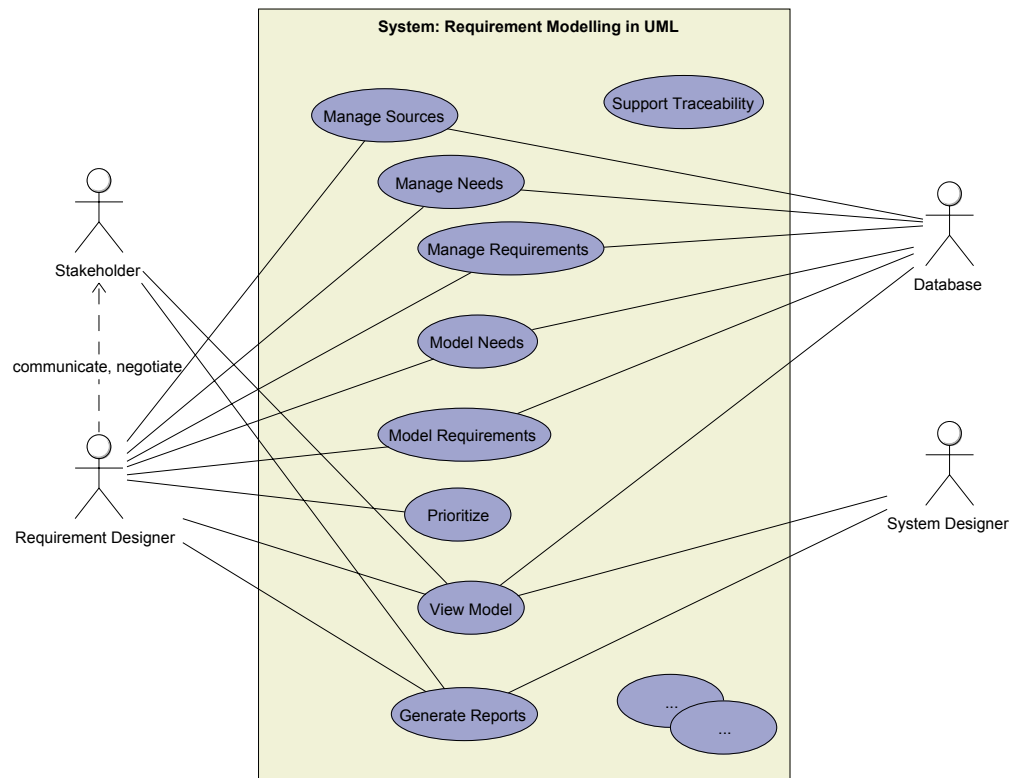 System: Requirement Modelling in UML
Support Traceability
Manage Sources
Manage Needs
Manage Requirements
Stakeholder
Database
communicate, negotiate
Model Needs
Model Requirements
Prioritize
Requirement Designer
System Designer
View Model
Generate Reports
...
...